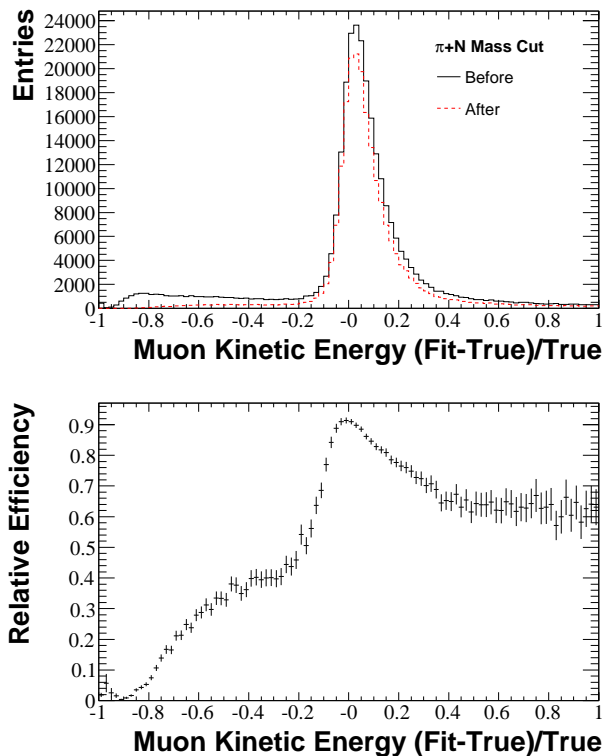 Entries
24000
22000
20000
18000
16000
14000
12000
10000
8000
6000
4000
2000
0
π+N Mass Cut
Before
After
-1 -0.8 -0.6 -0.4 -0.2 -0 0.2 0.4 0.6 0.8 1
Muon Kinetic Energy (Fit-True)/True
Relative Efficiency
0.9
0.8
0.7
0.6
0.5
0.4
0.3
0.2
0.1
0
-1 -0.8 -0.6 -0.4 -0.2 -0 0.2 0.4 0.6 0.8 1
Muon Kinetic Energy (Fit-True)/True